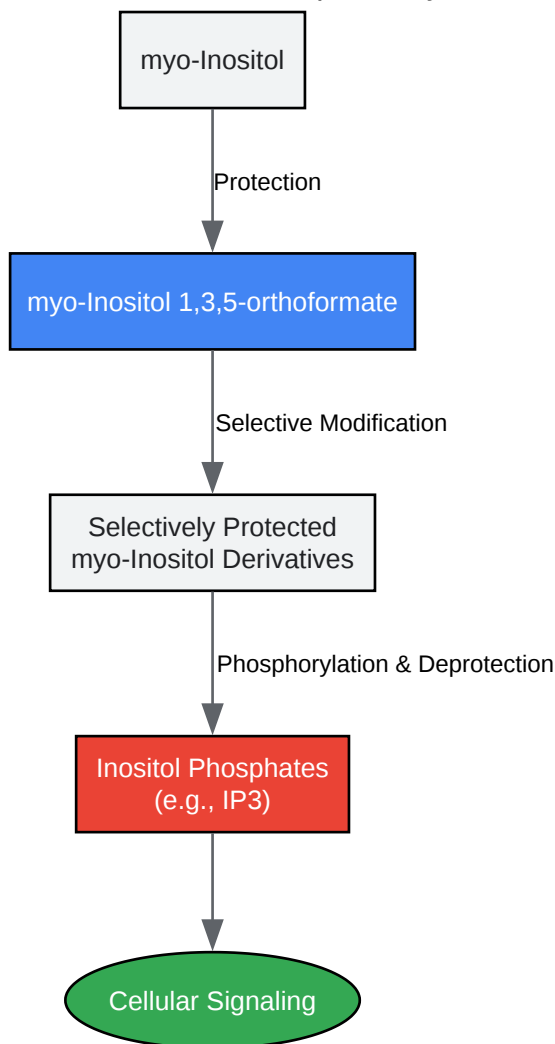 myo-Inositol
Protection
myo-Inositol 1,3,5-orthoformate
Selective Modification
Selectively Protected
myo-Inositol Derivatives
Phosphorylation & Deprotection
Inositol Phosphates
(e.g., IP3)
Cellular Signaling